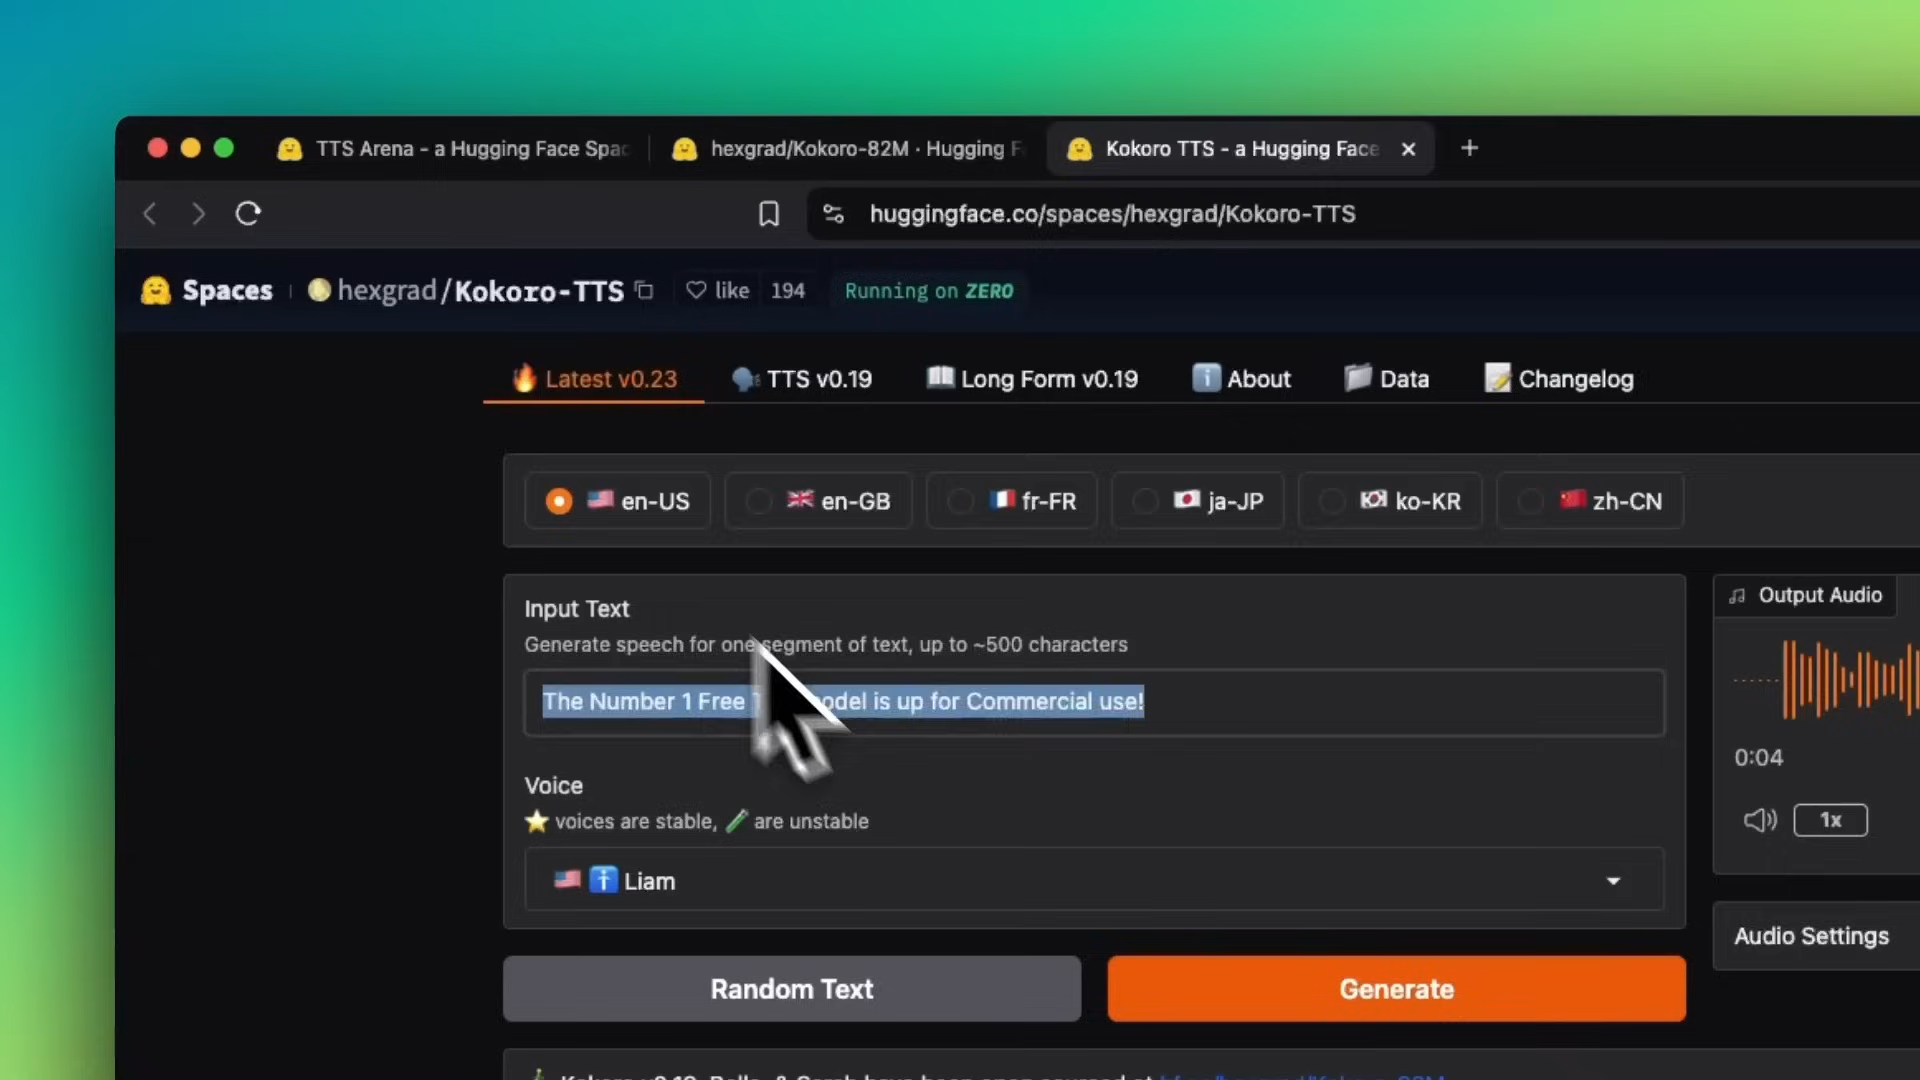 TTS Arena - a Hugging Face Spac
hexgrad/Kokoro-82M · Hugging F
Kokoro TTS - a Hugging Face
huggingface.co/spaces/hexgrad/Kokoro-TTS
Spaces
hexgrad/Kokoro-TTS
like 194
Running on ZERO
Latest v0.23
TTS v0.19
Long Form v0.19
About
Data
Changelog
en-US
en-GB
fr-FR
ja-JP
ko-KR
zh-CN
Input Text
Generate speech for one segment of text, up to ~500 characters
The Number 1 Free is up for Commercial use!
Voice
voices are stable, are unstable
Liam
Random Text
Generate
Output Audio
0:04
1x
Audio Settings